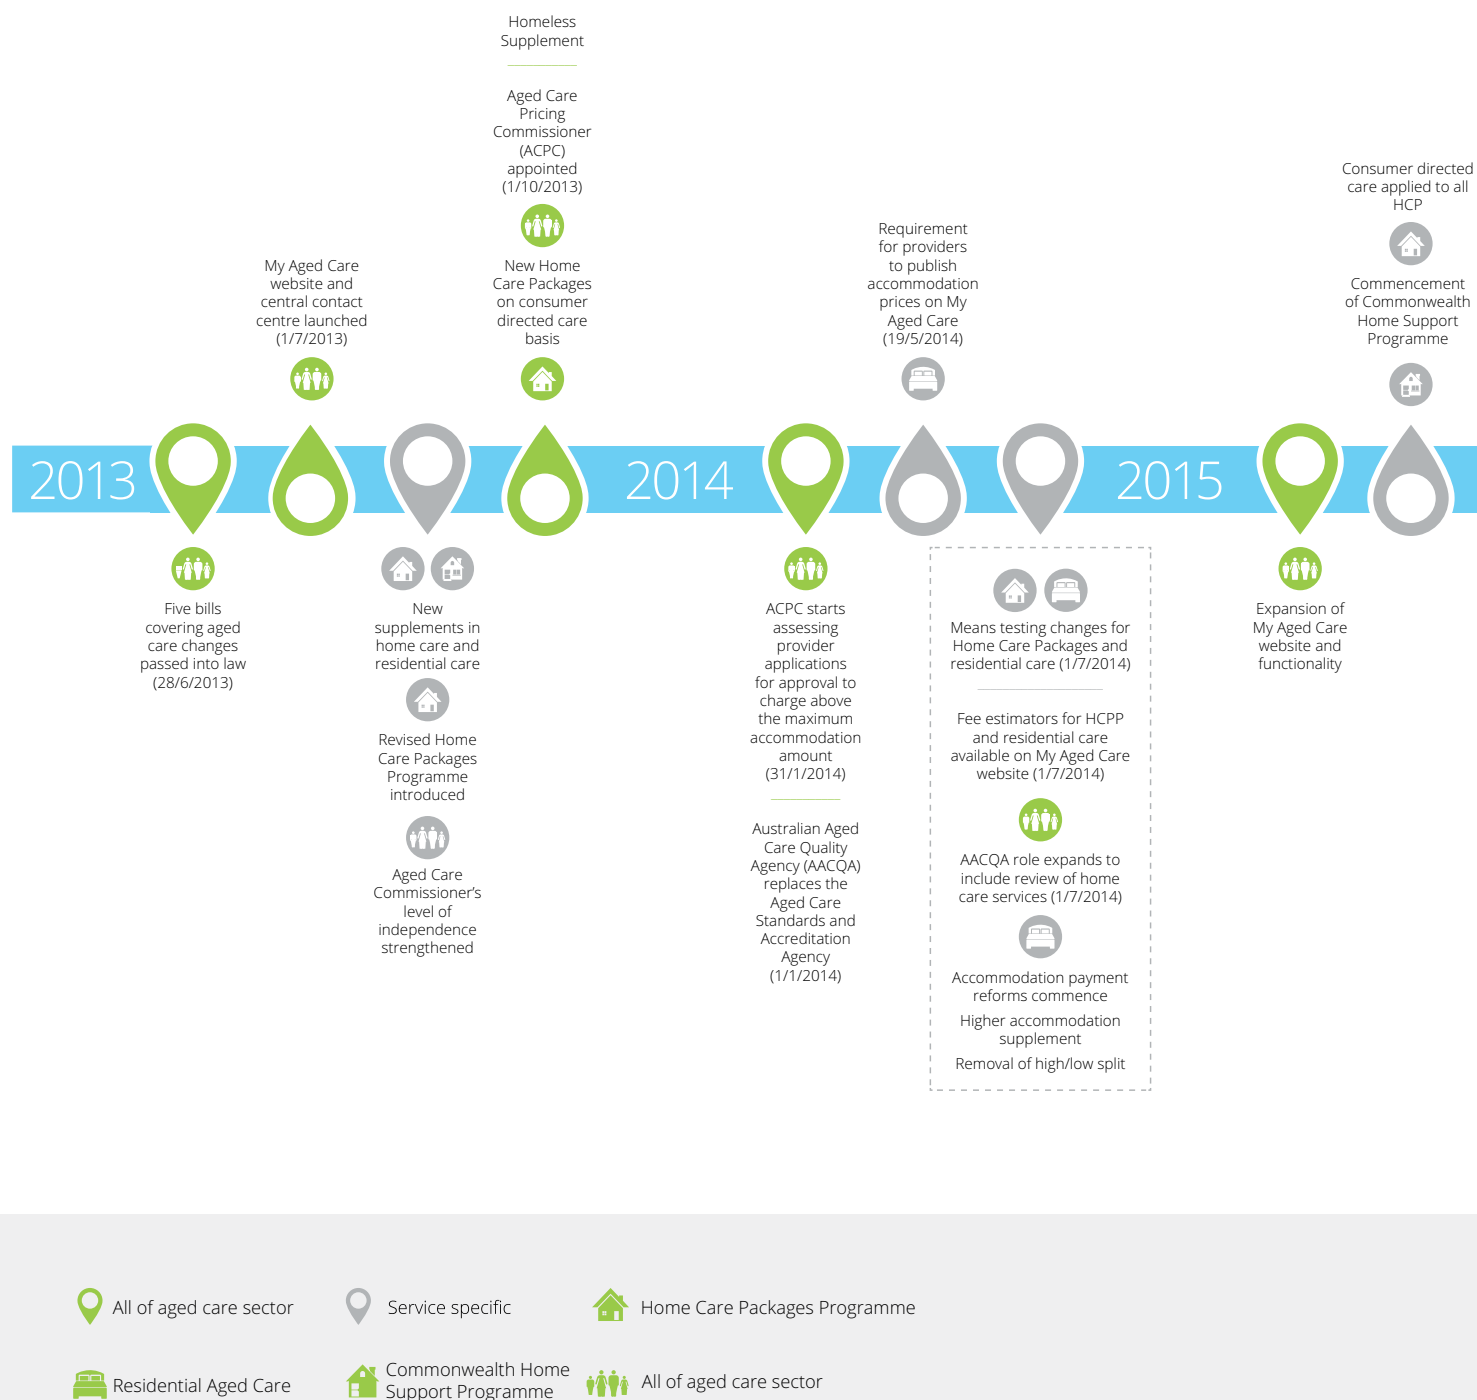 Homeless
Supplement
Aged Care
Pricing
Commissioner
(ACPC)
appointed
(1/10/2013)
New Home
Care Packages
on consumer
directed care
basis
My Aged Care
website and
central contact
centre launched
(1/7/2013)
Requirement
for providers
to publish
accommodation
prices on My
Aged Care
(19/5/2014)
Consumer directed
care applied to all
HCP
Commencement
of Commonwealth
Home Support
Programme
2013
2014
2015
Five bills
covering aged
care changes
passed into law
(28/6/2013)
New
supplements in
home care and
residential care
Revised Home
Care Packages
Programme
introduced
Aged Care
Commissioner’s
level of
independence
strengthened
ACPC starts
assessing
provider
applications
for approval to
charge above
the maximum
accommodation
amount
(31/1/2014)
Australian Aged
Care Quality
Agency (AACQA)
replaces the
Aged Care
Standards and
Accreditation
Agency
(1/1/2014)
Means testing changes for
Home Care Packages and
residential care (1/7/2014)
Fee estimators for HCPP
and residential care
available on My Aged Care
website (1/7/2014)
AACQA role expands to
include review of home
care services (1/7/2014)
Accommodation payment
reforms commence
Higher accommodation
supplement
Removal of high/low split
Expansion of
My Aged Care
website and
functionality
All of aged care sector
Service specific
Home Care Packages Programme
Residential Aged Care
Commonwealth Home
Support Programme
All of aged care sector